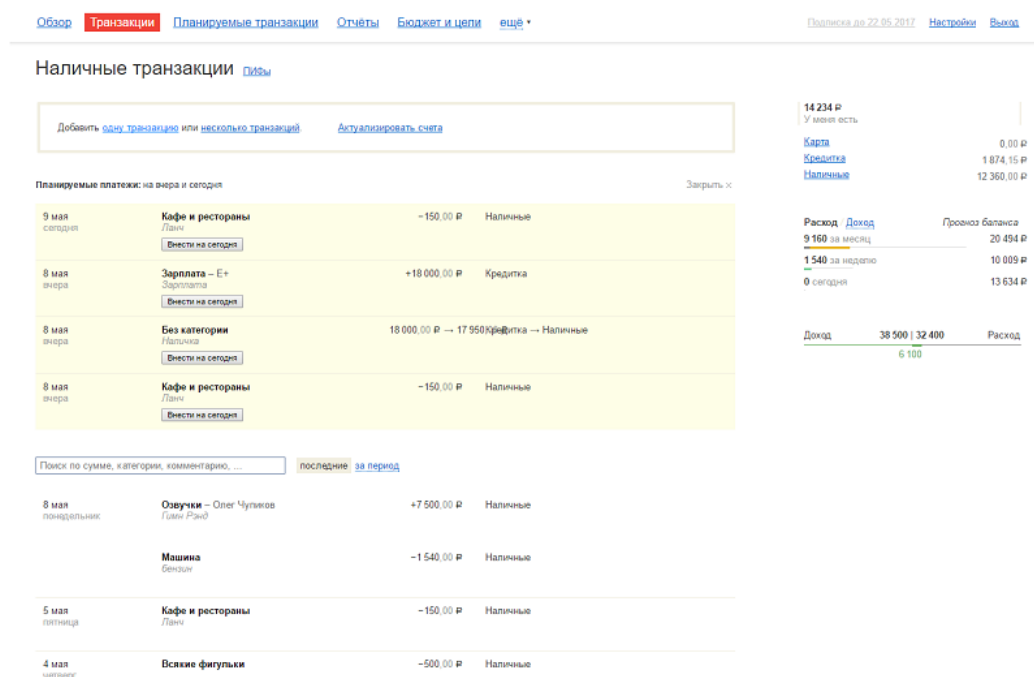 Обзор Транзакции Планируемые транзакции Отчёты Бюджет и цели ещё Подписка до 22.05.2017 Настройки Выход
Наличные транзакции ПИФы
Добавить одну транзакцию или несколько транзакций. Актуализировать счета
14 234 ₽
У меня есть
Карта 0,00 ₽
Кредитка 1 874,15 ₽
Наличные 12 360,00 ₽
Планируемые платежи: на вчера и сегодня Закрыть ×
9 мая Кафе и рестораны −150,00 ₽ Наличные
сегодня Ланч
Внести на сегодня
8 мая Зарплата – E+ +18 000,00 ₽ Кредитка
вчера Зарплата
Внести на сегодня
8 мая Без категории 18 000,00 ₽ → 17 950 Кредитка → Наличные
вчера Наличка
Внести на сегодня
8 мая Кафе и рестораны −150,00 ₽ Наличные
вчера Ланч
Внести на сегодня
Расход Доход Прогноз баланса
9 160 за месяц 20 494 ₽
1 540 за неделю 10 009 ₽
0 сегодня 13 634 ₽
Доход 38 500 | 32 400 Расход
6 100
Поиск по сумме, категории, комментарию, ... последние за период
8 мая Озвучки – Олег Чупиков +7 500,00 ₽ Наличные
понедельник Гимн Рэнд
Машина −1 540,00 ₽ Наличные
бензин
5 мая Кафе и рестораны −150,00 ₽ Наличные
пятница Ланч
4 мая Всякие фигульки −500,00 ₽ Наличные
четверг